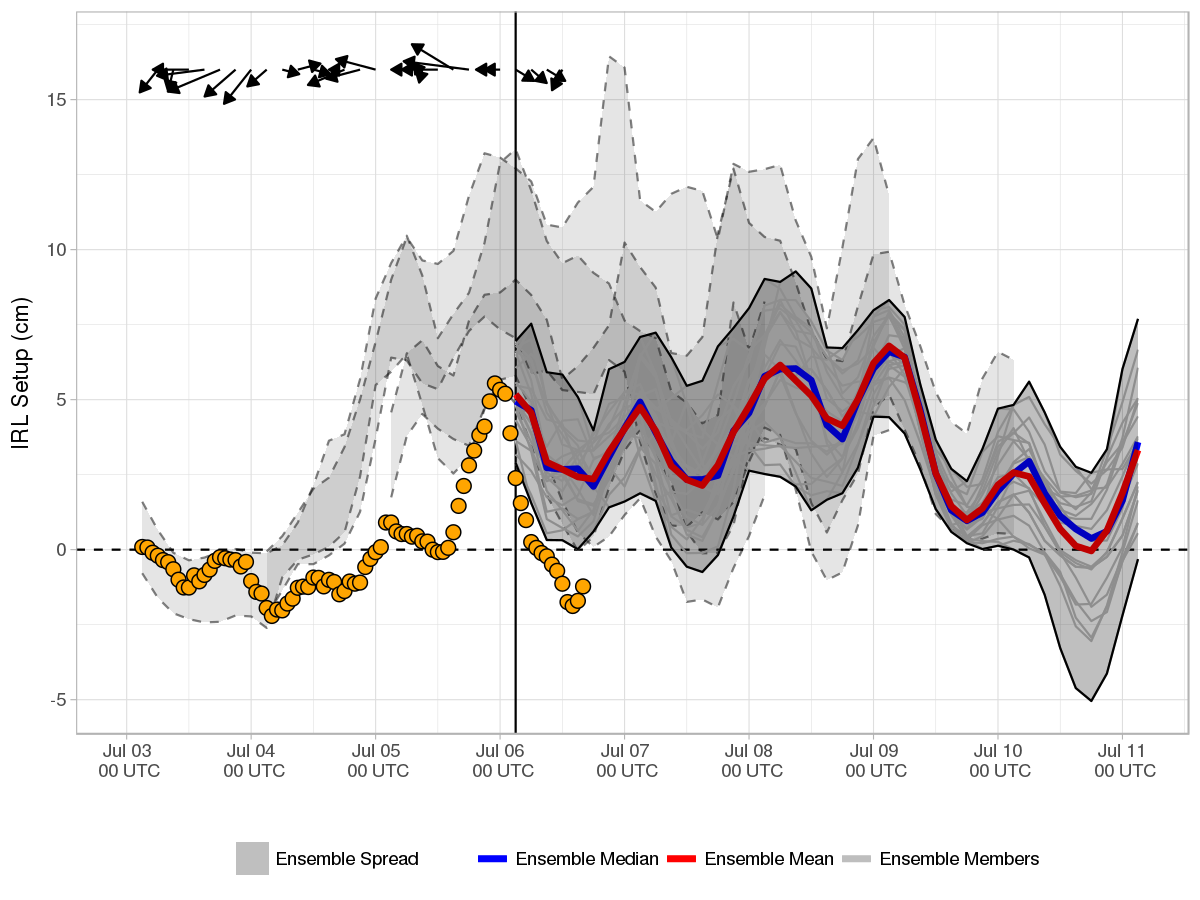 IRL Setup (cm)
15
10
5
0
-5
Jul 03 Jul 04 Jul 05 Jul 06 Jul 07 Jul 08 Jul 09 Jul 10 Jul 11
00 UTC 00 UTC 00 UTC 00 UTC 00 UTC 00 UTC 00 UTC 00 UTC 00 UTC
Ensemble Spread Ensemble Median Ensemble Mean Ensemble Members